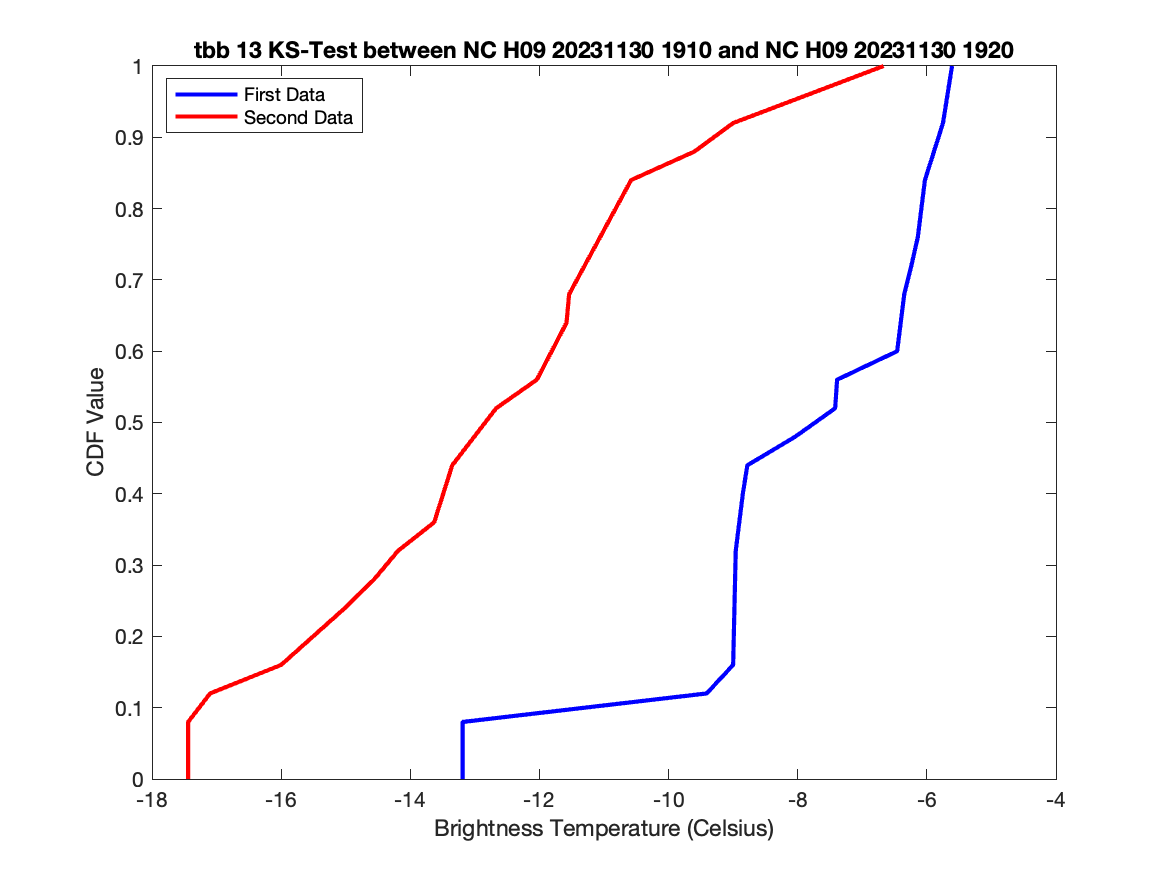 tbb 13 KS-Test between NC H09 20231130 1910 and NC H09 20231130 1920
First Data
Second Data
1
0.9
0.8
0.7
0.6
0.5
0.4
0.3
0.2
0.1
0
CDF Value
-18 -16 -14 -12 -10 -8 -6 -4
Brightness Temperature (Celsius)